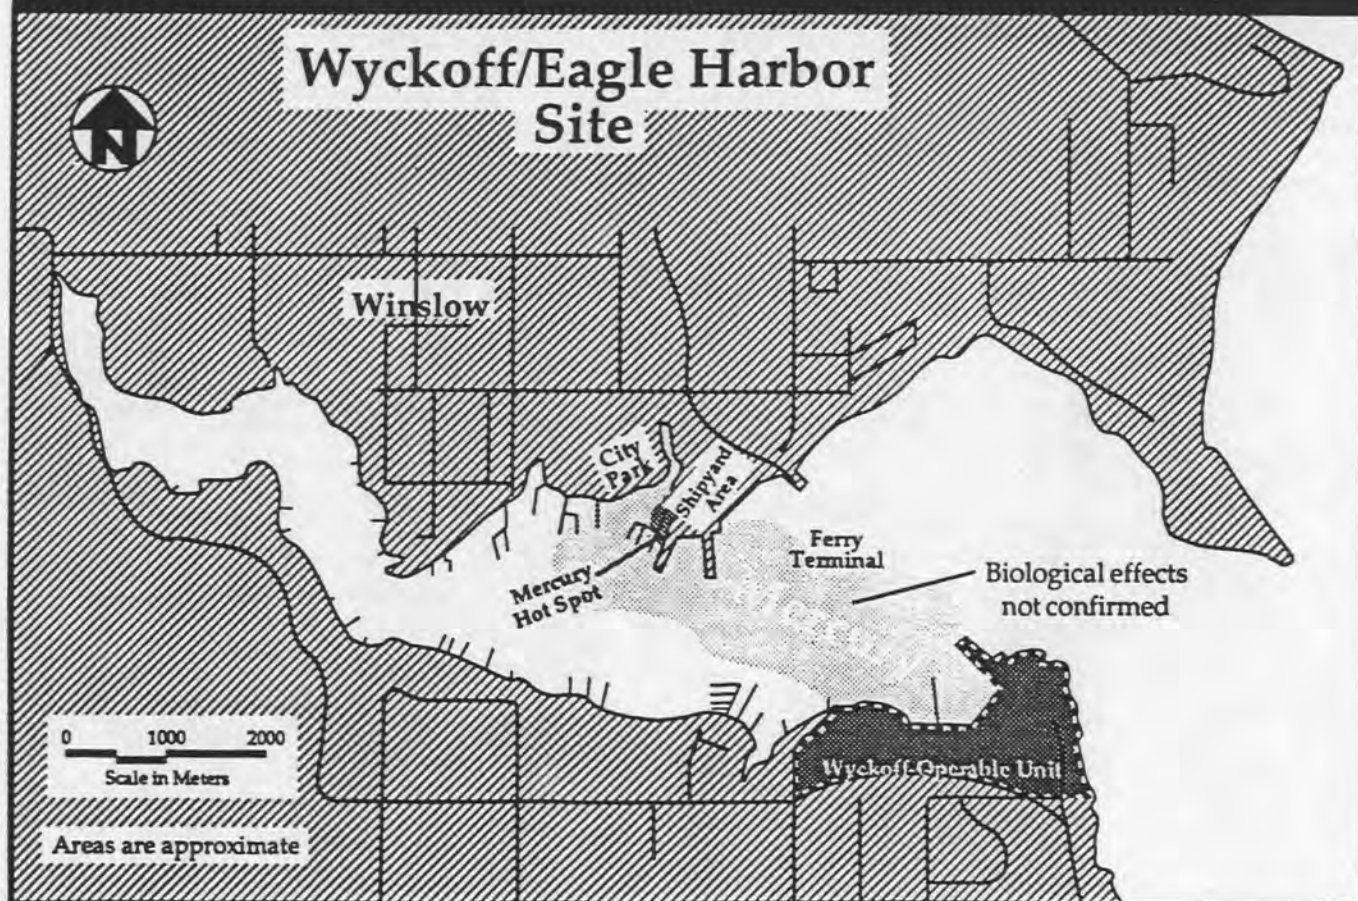 Wyckoff/Eagle Harbor
Site
N
Winslow
City
Park
Shipyard
Area
Ferry
Terminal
Mercury
Hot Spot
Mercury
Biological effects
not confirmed
Wyckoff Operable Unit
0 1000 2000
Scale in Meters
Areas are approximate